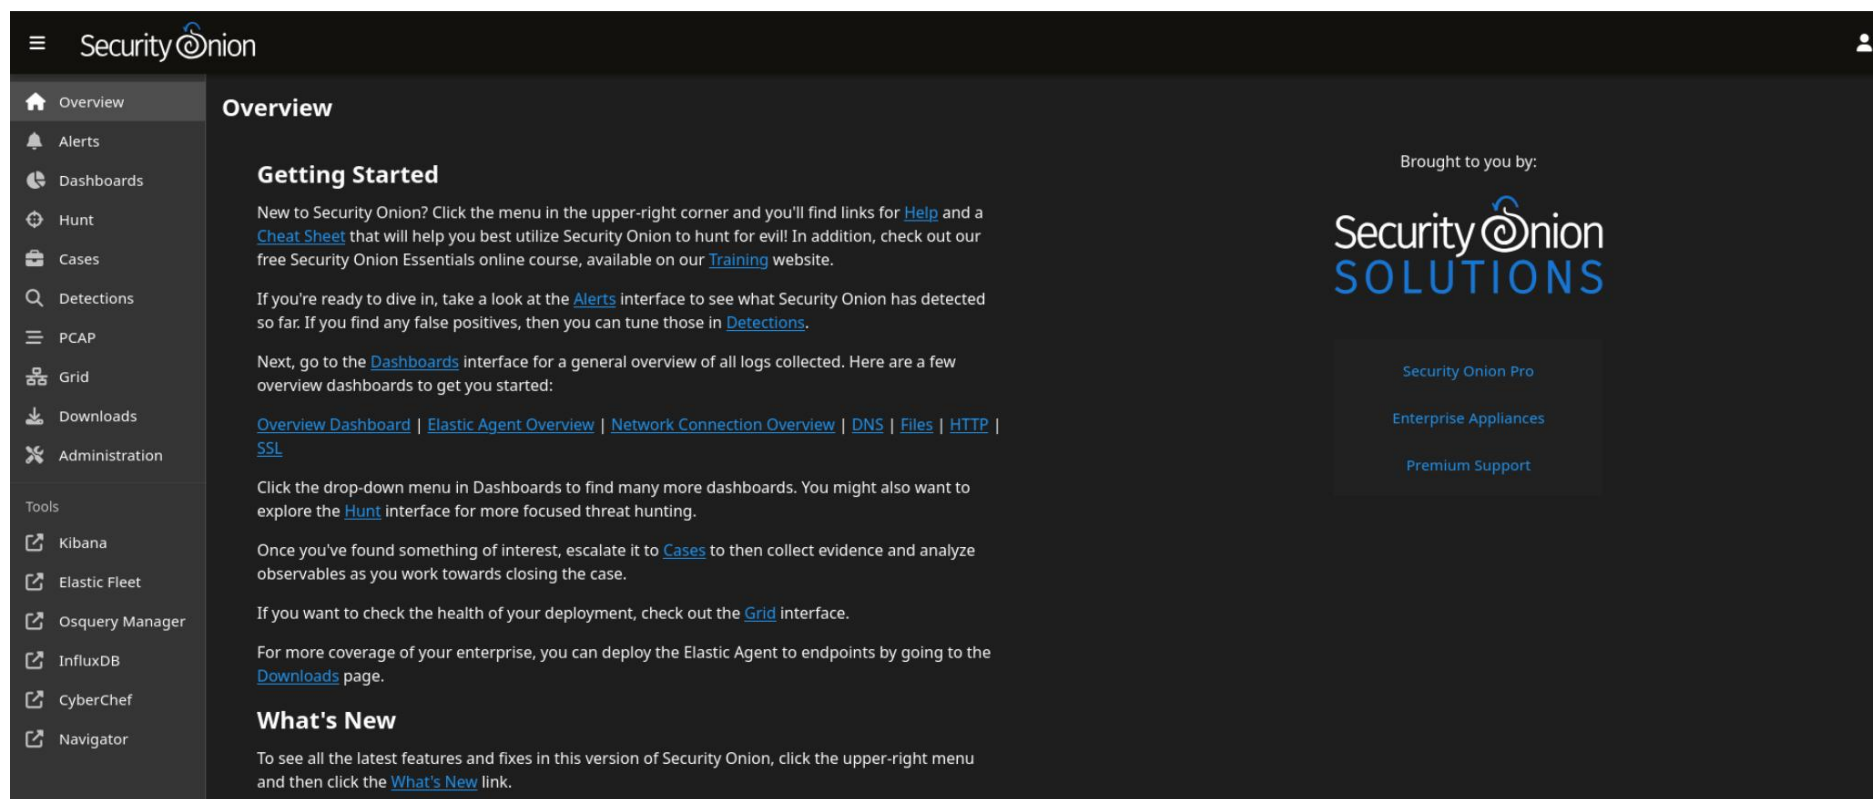 Security Onion
Overview
Alerts
Dashboards
Hunt
Cases
Detections
PCAP
Grid
Downloads
Administration
Tools
Kibana
Elastic Fleet
Osquery Manager
InfluxDB
CyberChef
Navigator
Overview
Getting Started
New to Security Onion? Click the menu in the upper-right corner and you'll find links for Help and a
Cheat Sheet that will help you best utilize Security Onion to hunt for evil! In addition, check out our
free Security Onion Essentials online course, available on our Training website.
If you're ready to dive in, take a look at the Alerts interface to see what Security Onion has detected
so far. If you find any false positives, then you can tune those in Detections.
Next, go to the Dashboards interface for a general overview of all logs collected. Here are a few
overview dashboards to get you started:
Overview Dashboard | Elastic Agent Overview | Network Connection Overview | DNS | Files | HTTP |
SSL
Click the drop-down menu in Dashboards to find many more dashboards. You might also want to
explore the Hunt interface for more focused threat hunting.
Once you've found something of interest, escalate it to Cases to then collect evidence and analyze
observables as you work towards closing the case.
If you want to check the health of your deployment, check out the Grid interface.
For more coverage of your enterprise, you can deploy the Elastic Agent to endpoints by going to the
Downloads page.
What's New
To see all the latest features and fixes in this version of Security Onion, click the upper-right menu
and then click the What's New link.
Brought to you by:
Security Onion
SOLUTIONS
Security Onion Pro
Enterprise Appliances
Premium Support